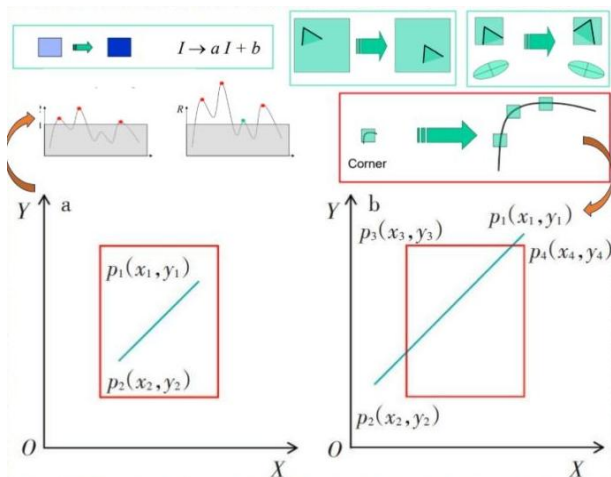 I → a I + b
R
Corner
Y
a
p₁(x₁,y₁)
p₂(x₂,y₂)
O
X
Y
b
p₁(x₁,y₁)
p₃(x₃,y₃)
p₄(x₄,y₄)
p₂(x₂,y₂)
O
X